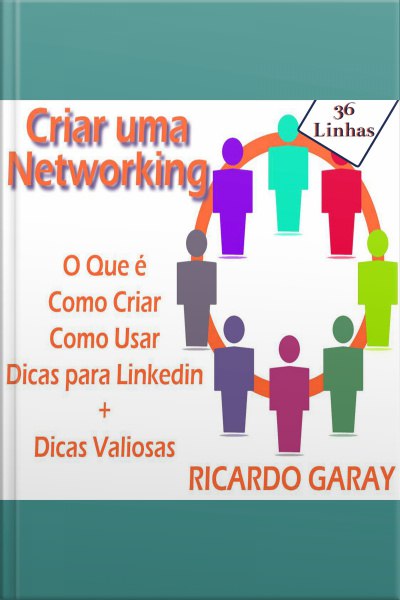 36
Linhas
Criar uma
Networking
O Que é
Como Criar
Como Usar
Dicas para Linkedin
+
Dicas Valiosas
RICARDO GARAY